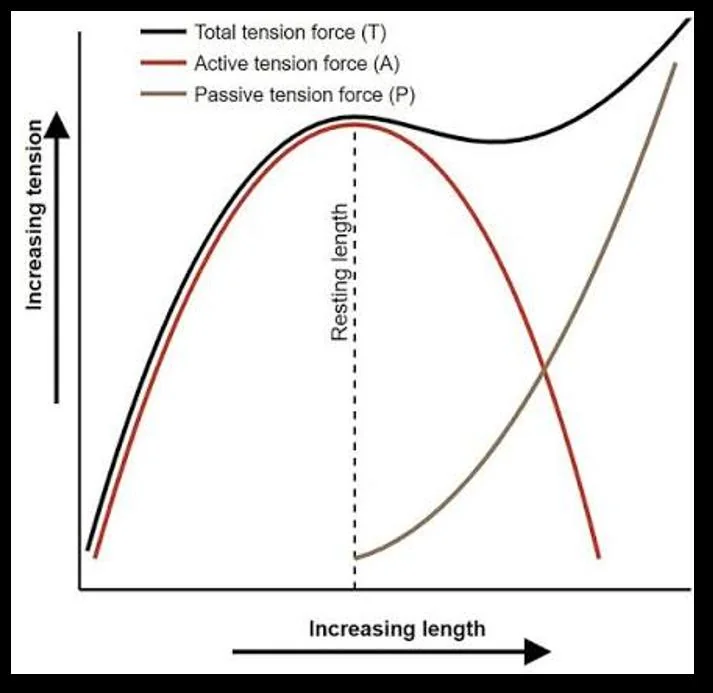 Total tension force (T)
Active tension force (A)
Passive tension force (P)
Increasing tension
Resting length
Increasing length